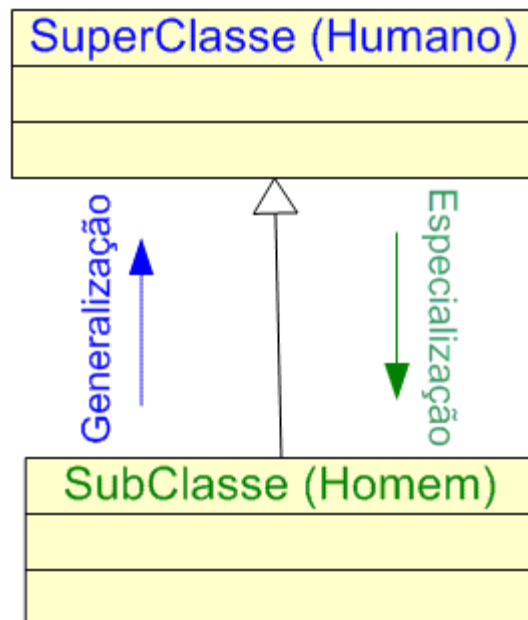 SuperClasse (Humano)
Generalização
Especialização
SubClasse (Homem)